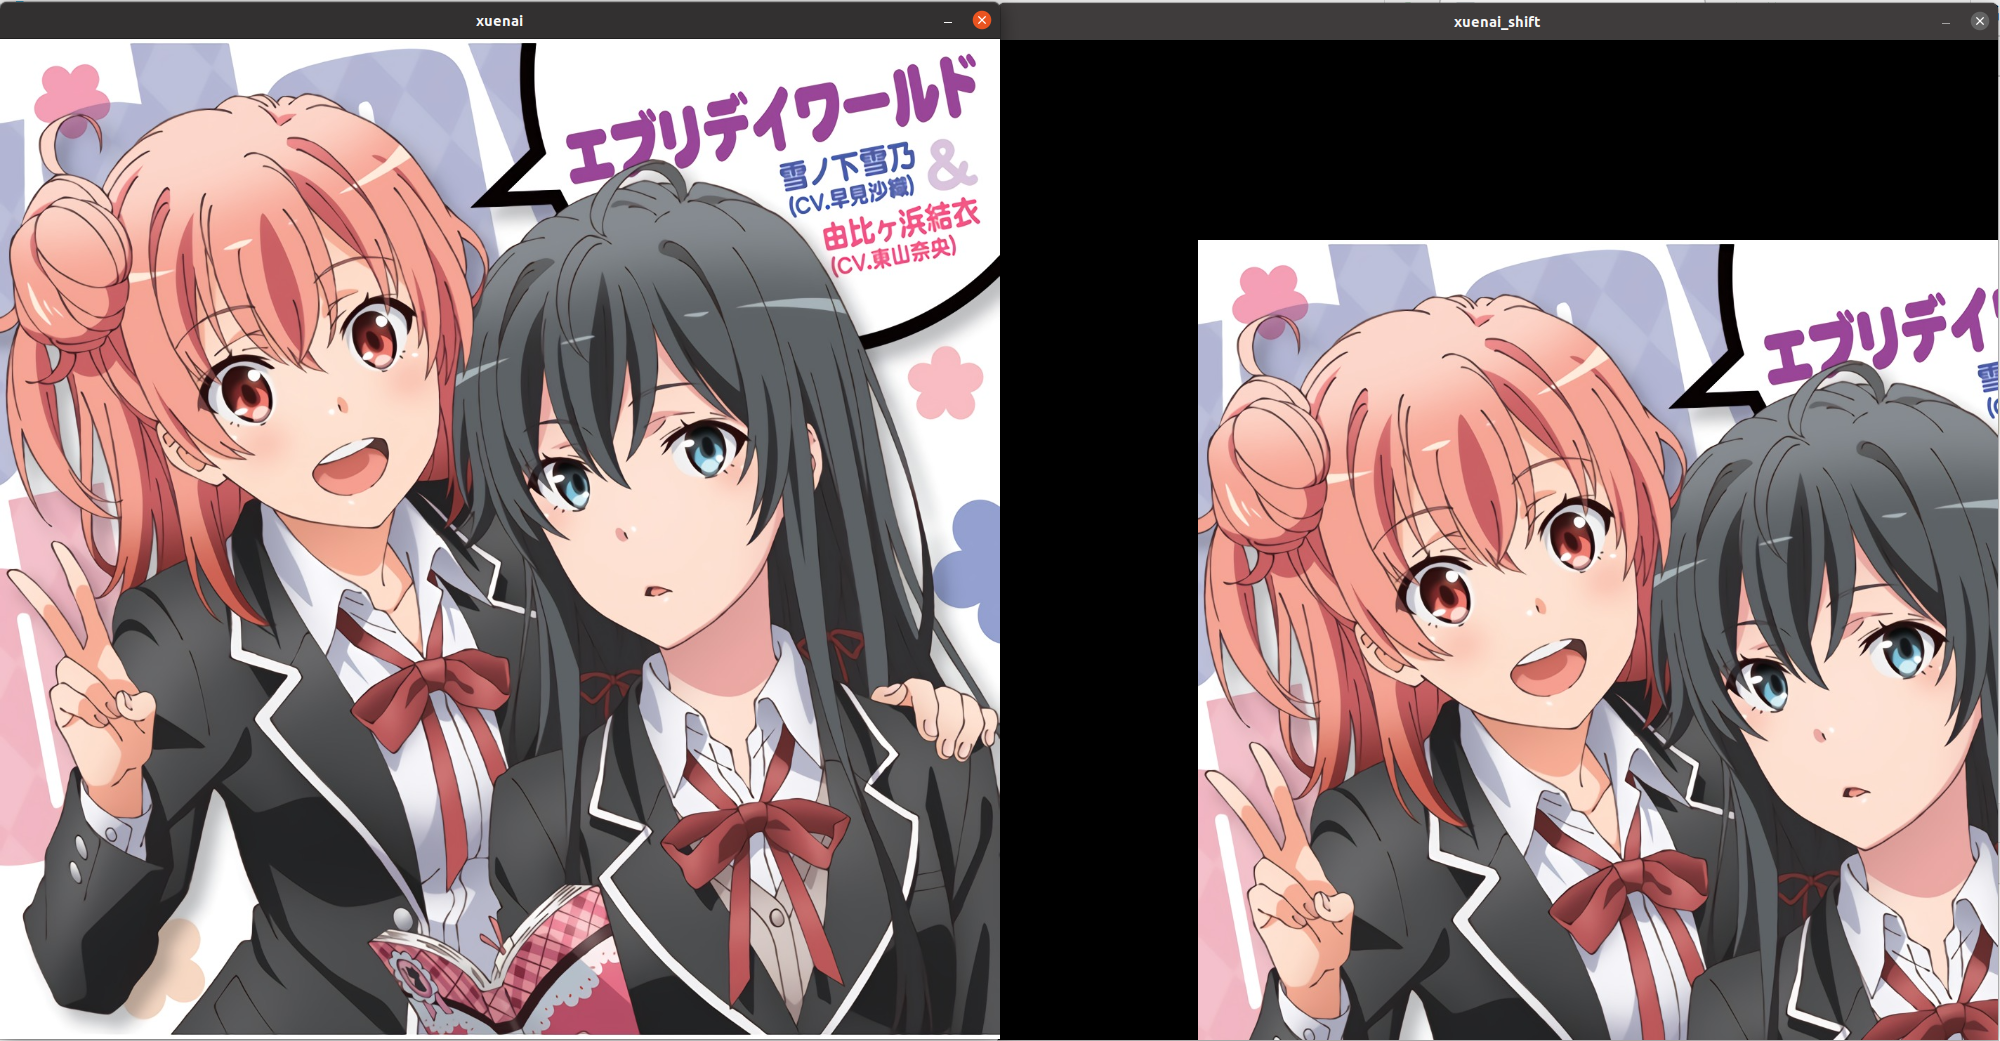 xuenai
エブリデイワールド
雪ノ下雪乃 &
(CV.早見沙織)
由比ヶ浜結衣
(CV.東山奈央)
xuenai_shift
エブリデイ
雪
(C